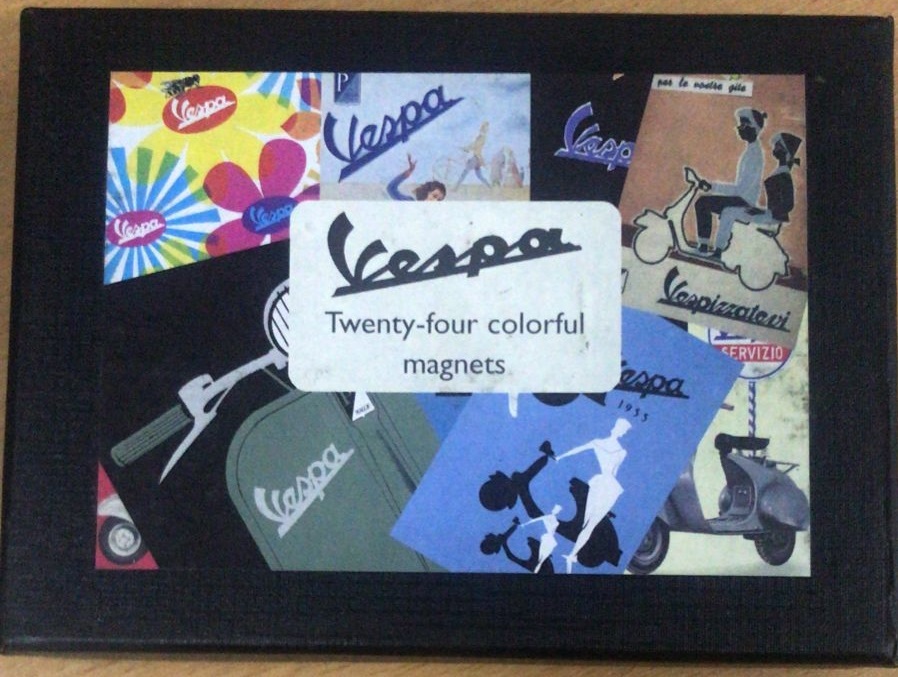 Vespa
P
Vespa
Vespa
per le vostre gite
Vespa
Vespa
Vespa
Twenty-four colorful
magnets
Vespizzatevi
SERVIZIO
Vespa
1955
Vespa